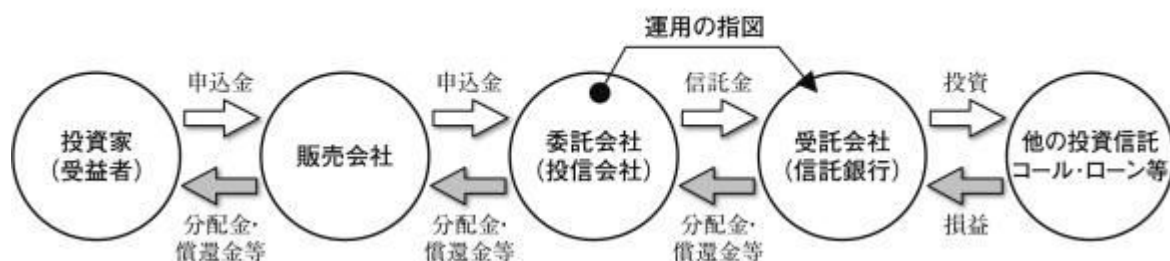 運用の指図
申込金
申込金
信託金
投資
投資家
(受益者)
販売会社
委託会社
(投信会社)
受託会社
(信託銀行)
他の投資信託
コール・ローン等
分配金・
償還金等
分配金・
償還金等
分配金・
償還金等
損益